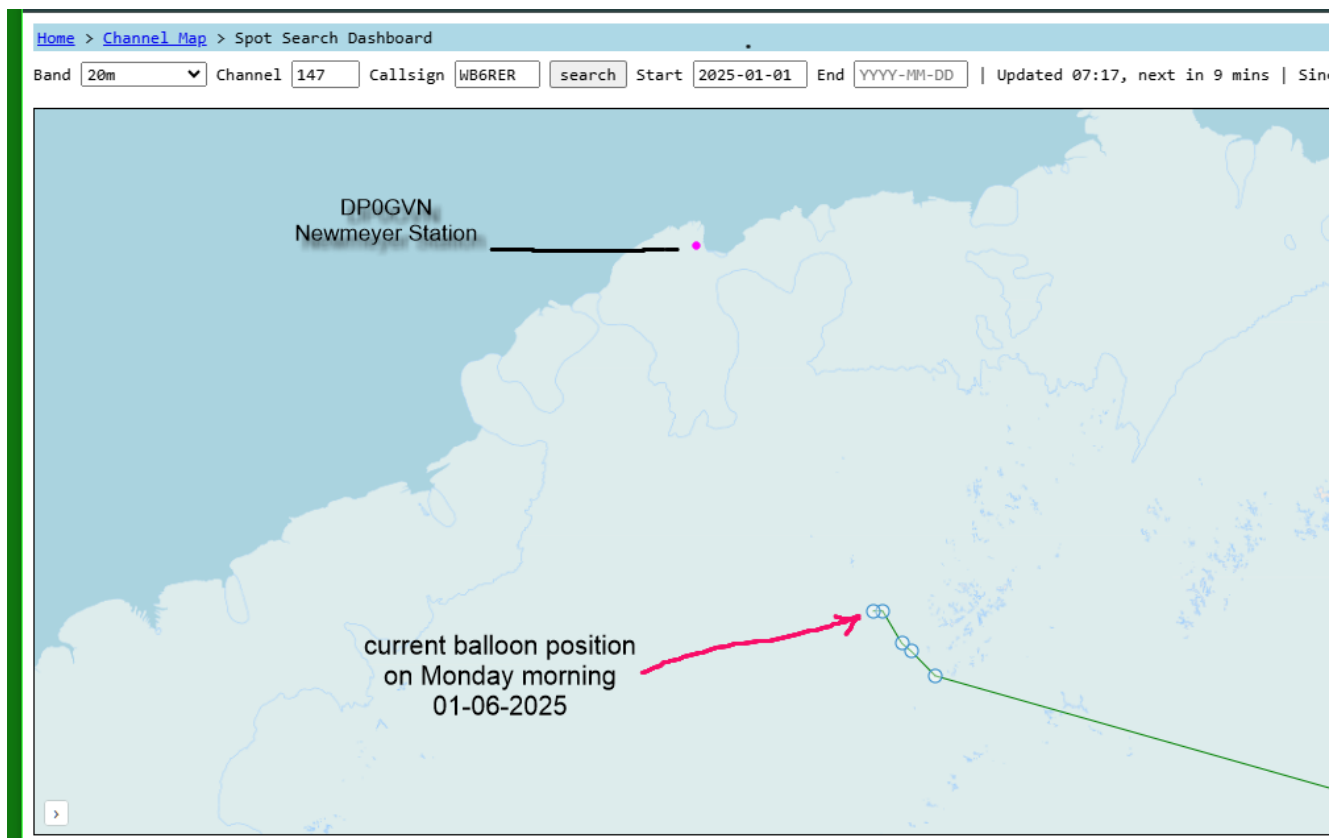 Home > Channel Map > Spot Search Dashboard
Band 20m Channel 147 Callsign WB6RER search Start 2025-01-01 End YYYY-MM-DD | Updated 07:17, next in 9 mins |
DP0GVN
Newmeyer Station
current balloon position
on Monday morning
01-06-2025